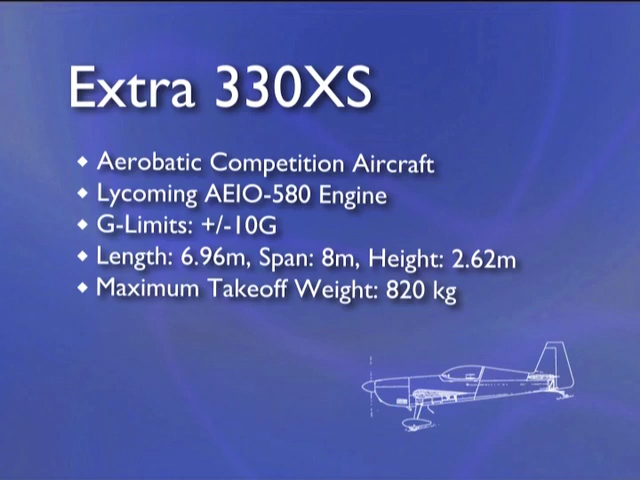 Extra 330XS
◆ Aerobatic Competition Aircraft
◆ Lycoming AEIO-580 Engine
◆ G-Limits: +/-10G
◆ Length: 6.96m, Span: 8m, Height: 2.62m
◆ Maximum Takeoff Weight: 820 kg